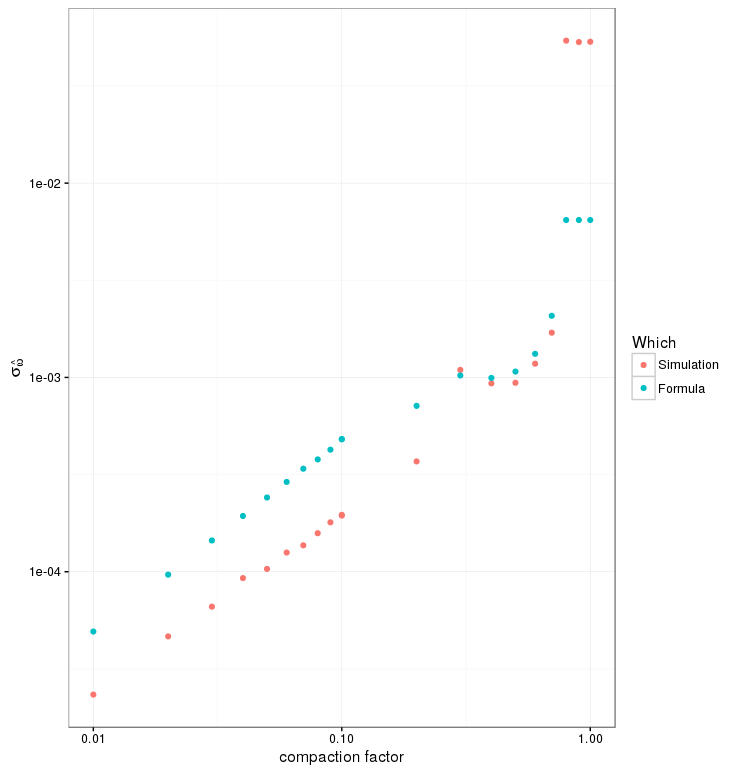 1e-02
1e-03
1e-04
σω̂
0.01 0.10 1.00
compaction factor
Which
Simulation
Formula